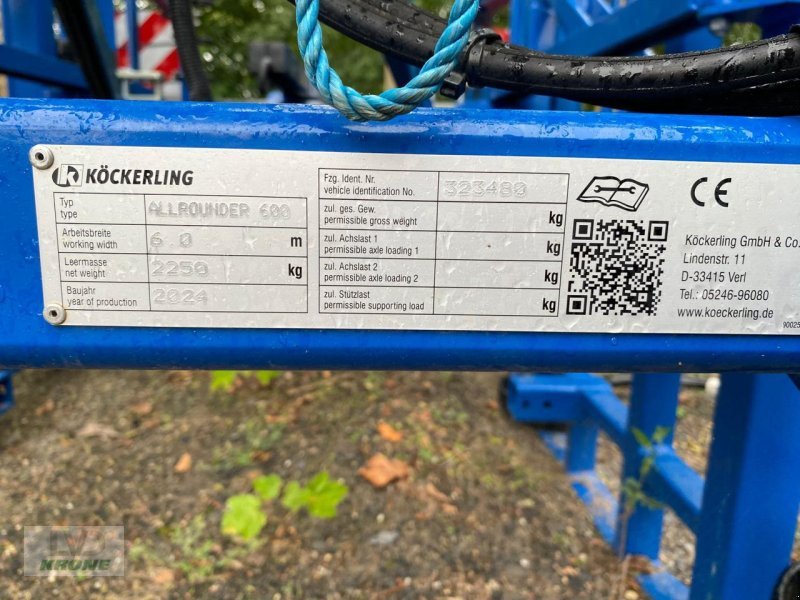 KÖCKERLING
Typ
type
ALLROUNDER 600
Arbeitsbreite
working width
6.0 m
Leermasse
net weight
2250 kg
Baujahr
year of production
2024
Fzg. Ident. Nr.
vehicle identification No.
323480
zul. ges. Gew.
permissible gross weight
kg
zul. Achslast 1
permissible axle loading 1
kg
zul. Achslast 2
permissible axle loading 2
kg
zul. Stützlast
permissible supporting load
kg
CE
Köckerling GmbH & Co.
Lindenstr. 11
D-33415 Verl
Tel.: 05246-96080
www.koeckerling.de
90025
KRONE